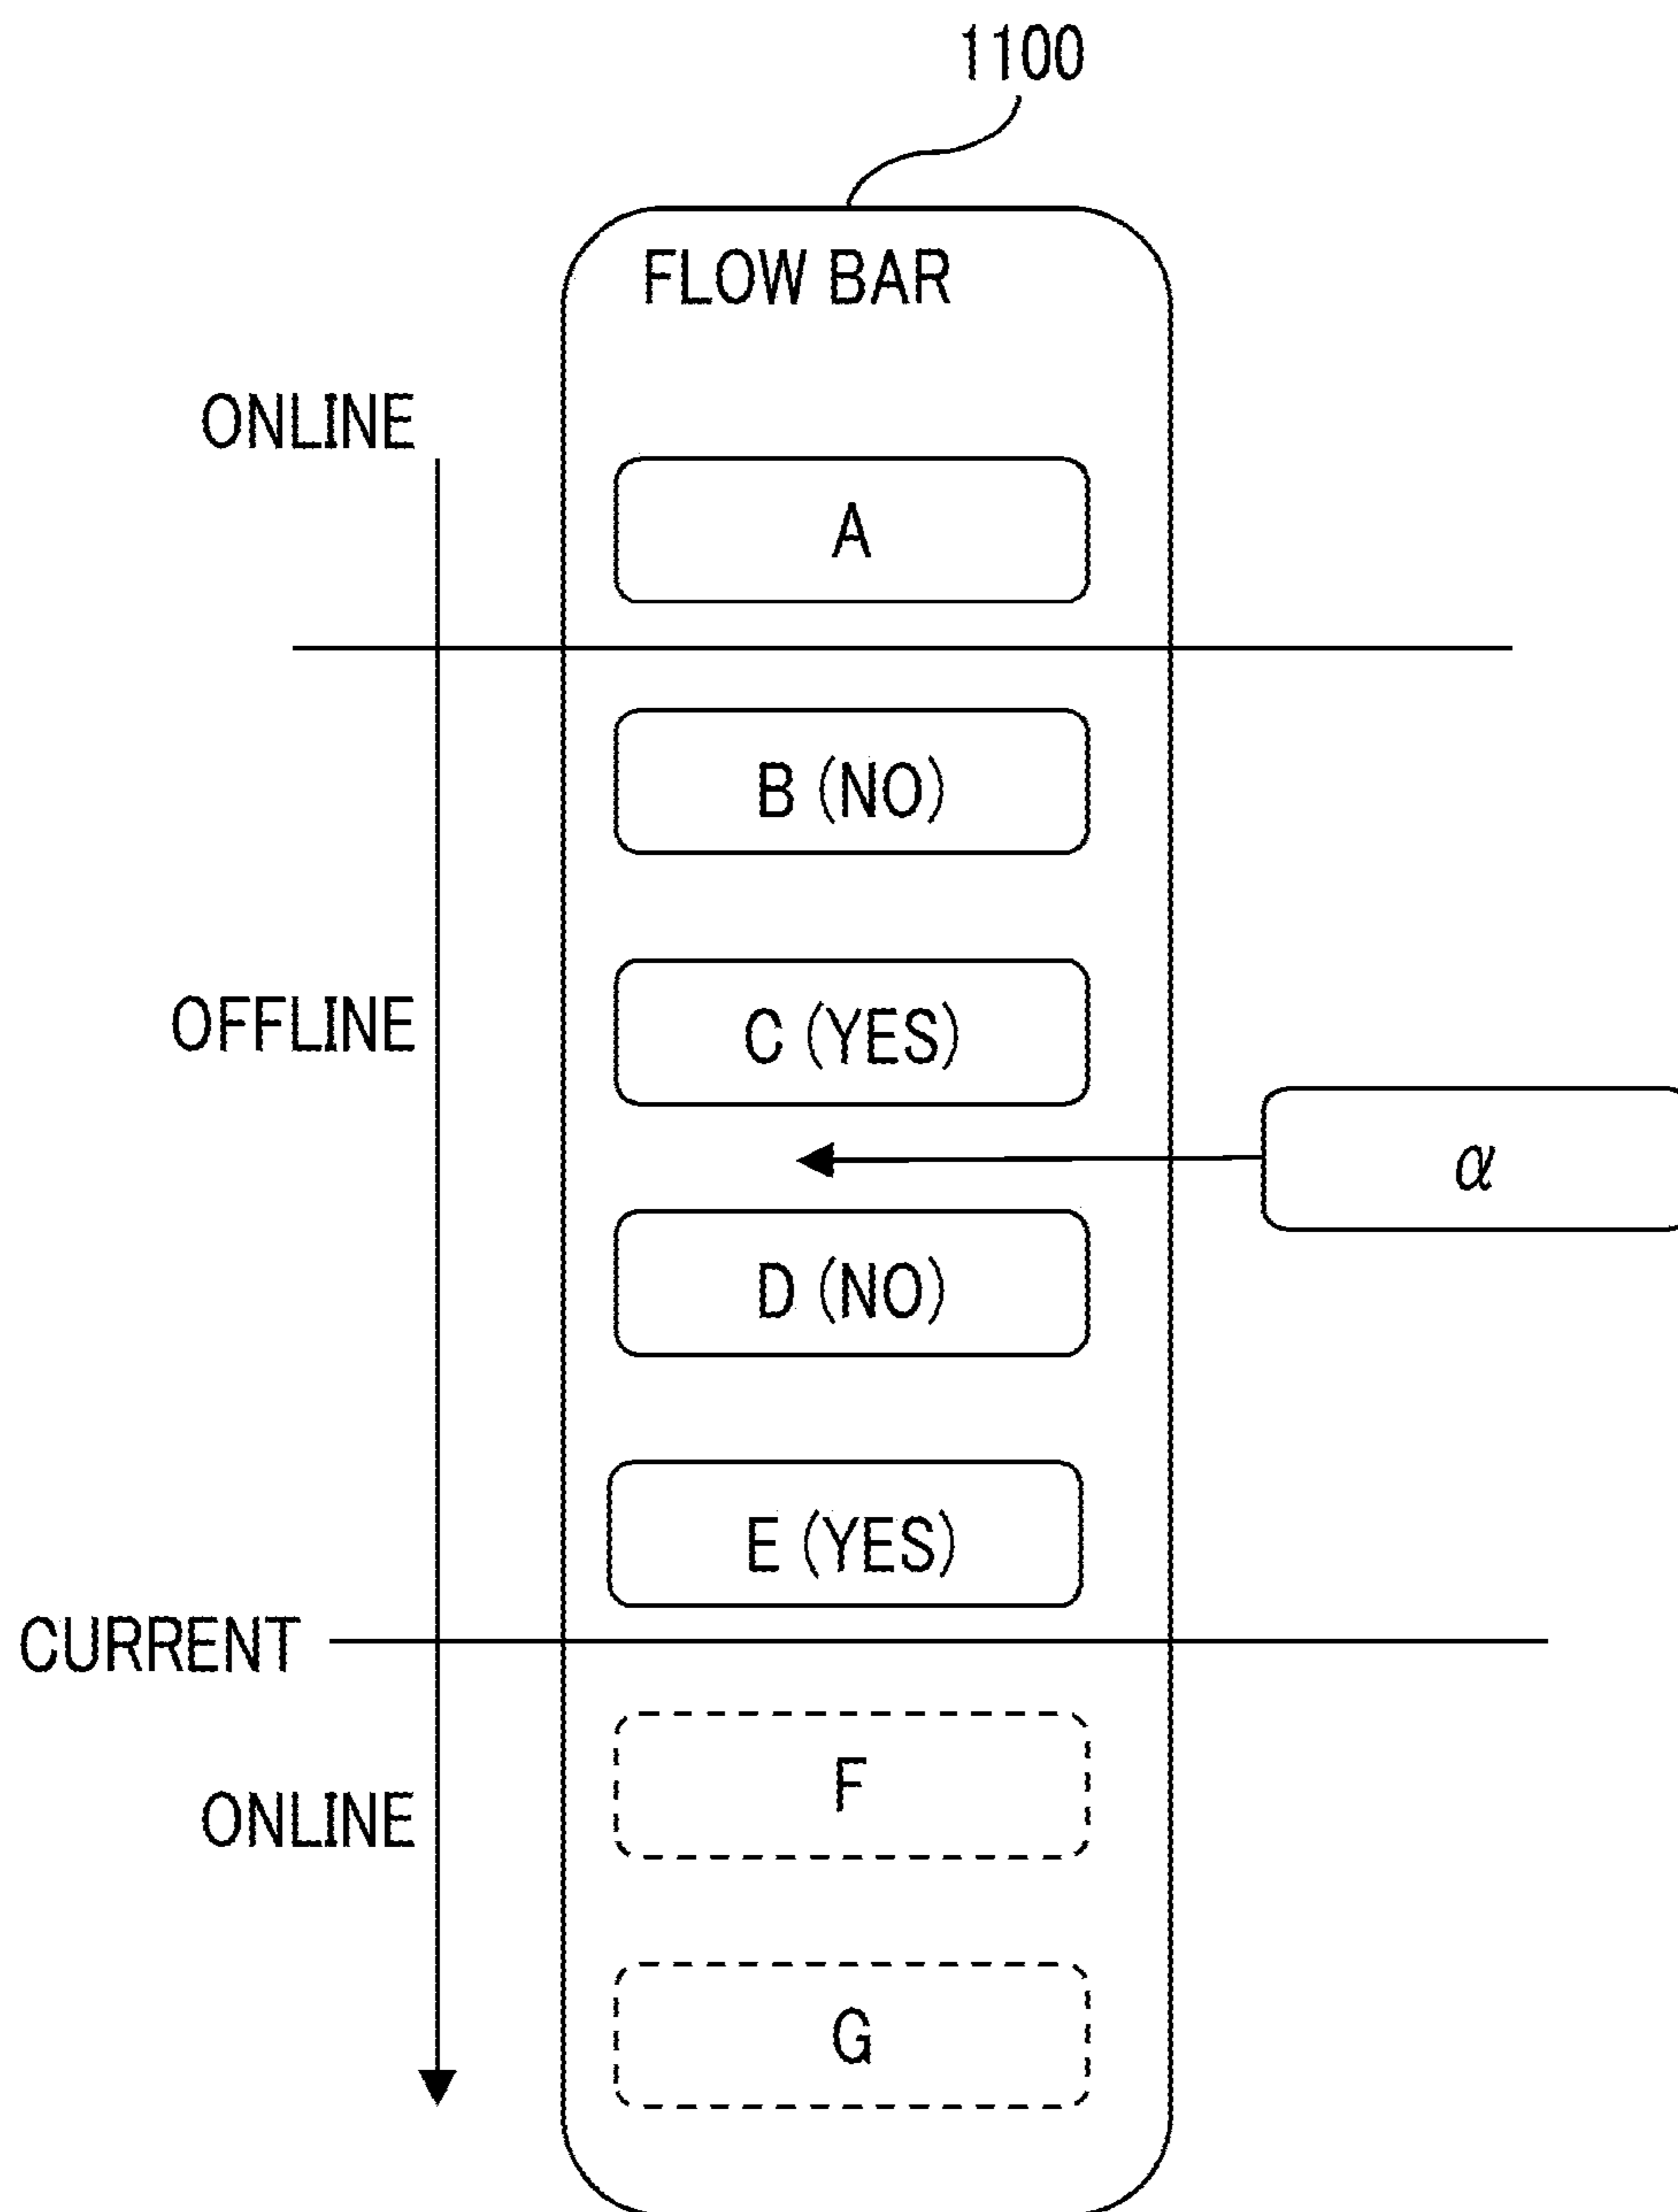 1100
FLOW BAR
ONLINE
A
B (NO)
OFFLINE
C (YES)
α
D (NO)
E (YES)
CURRENT
F
ONLINE
G